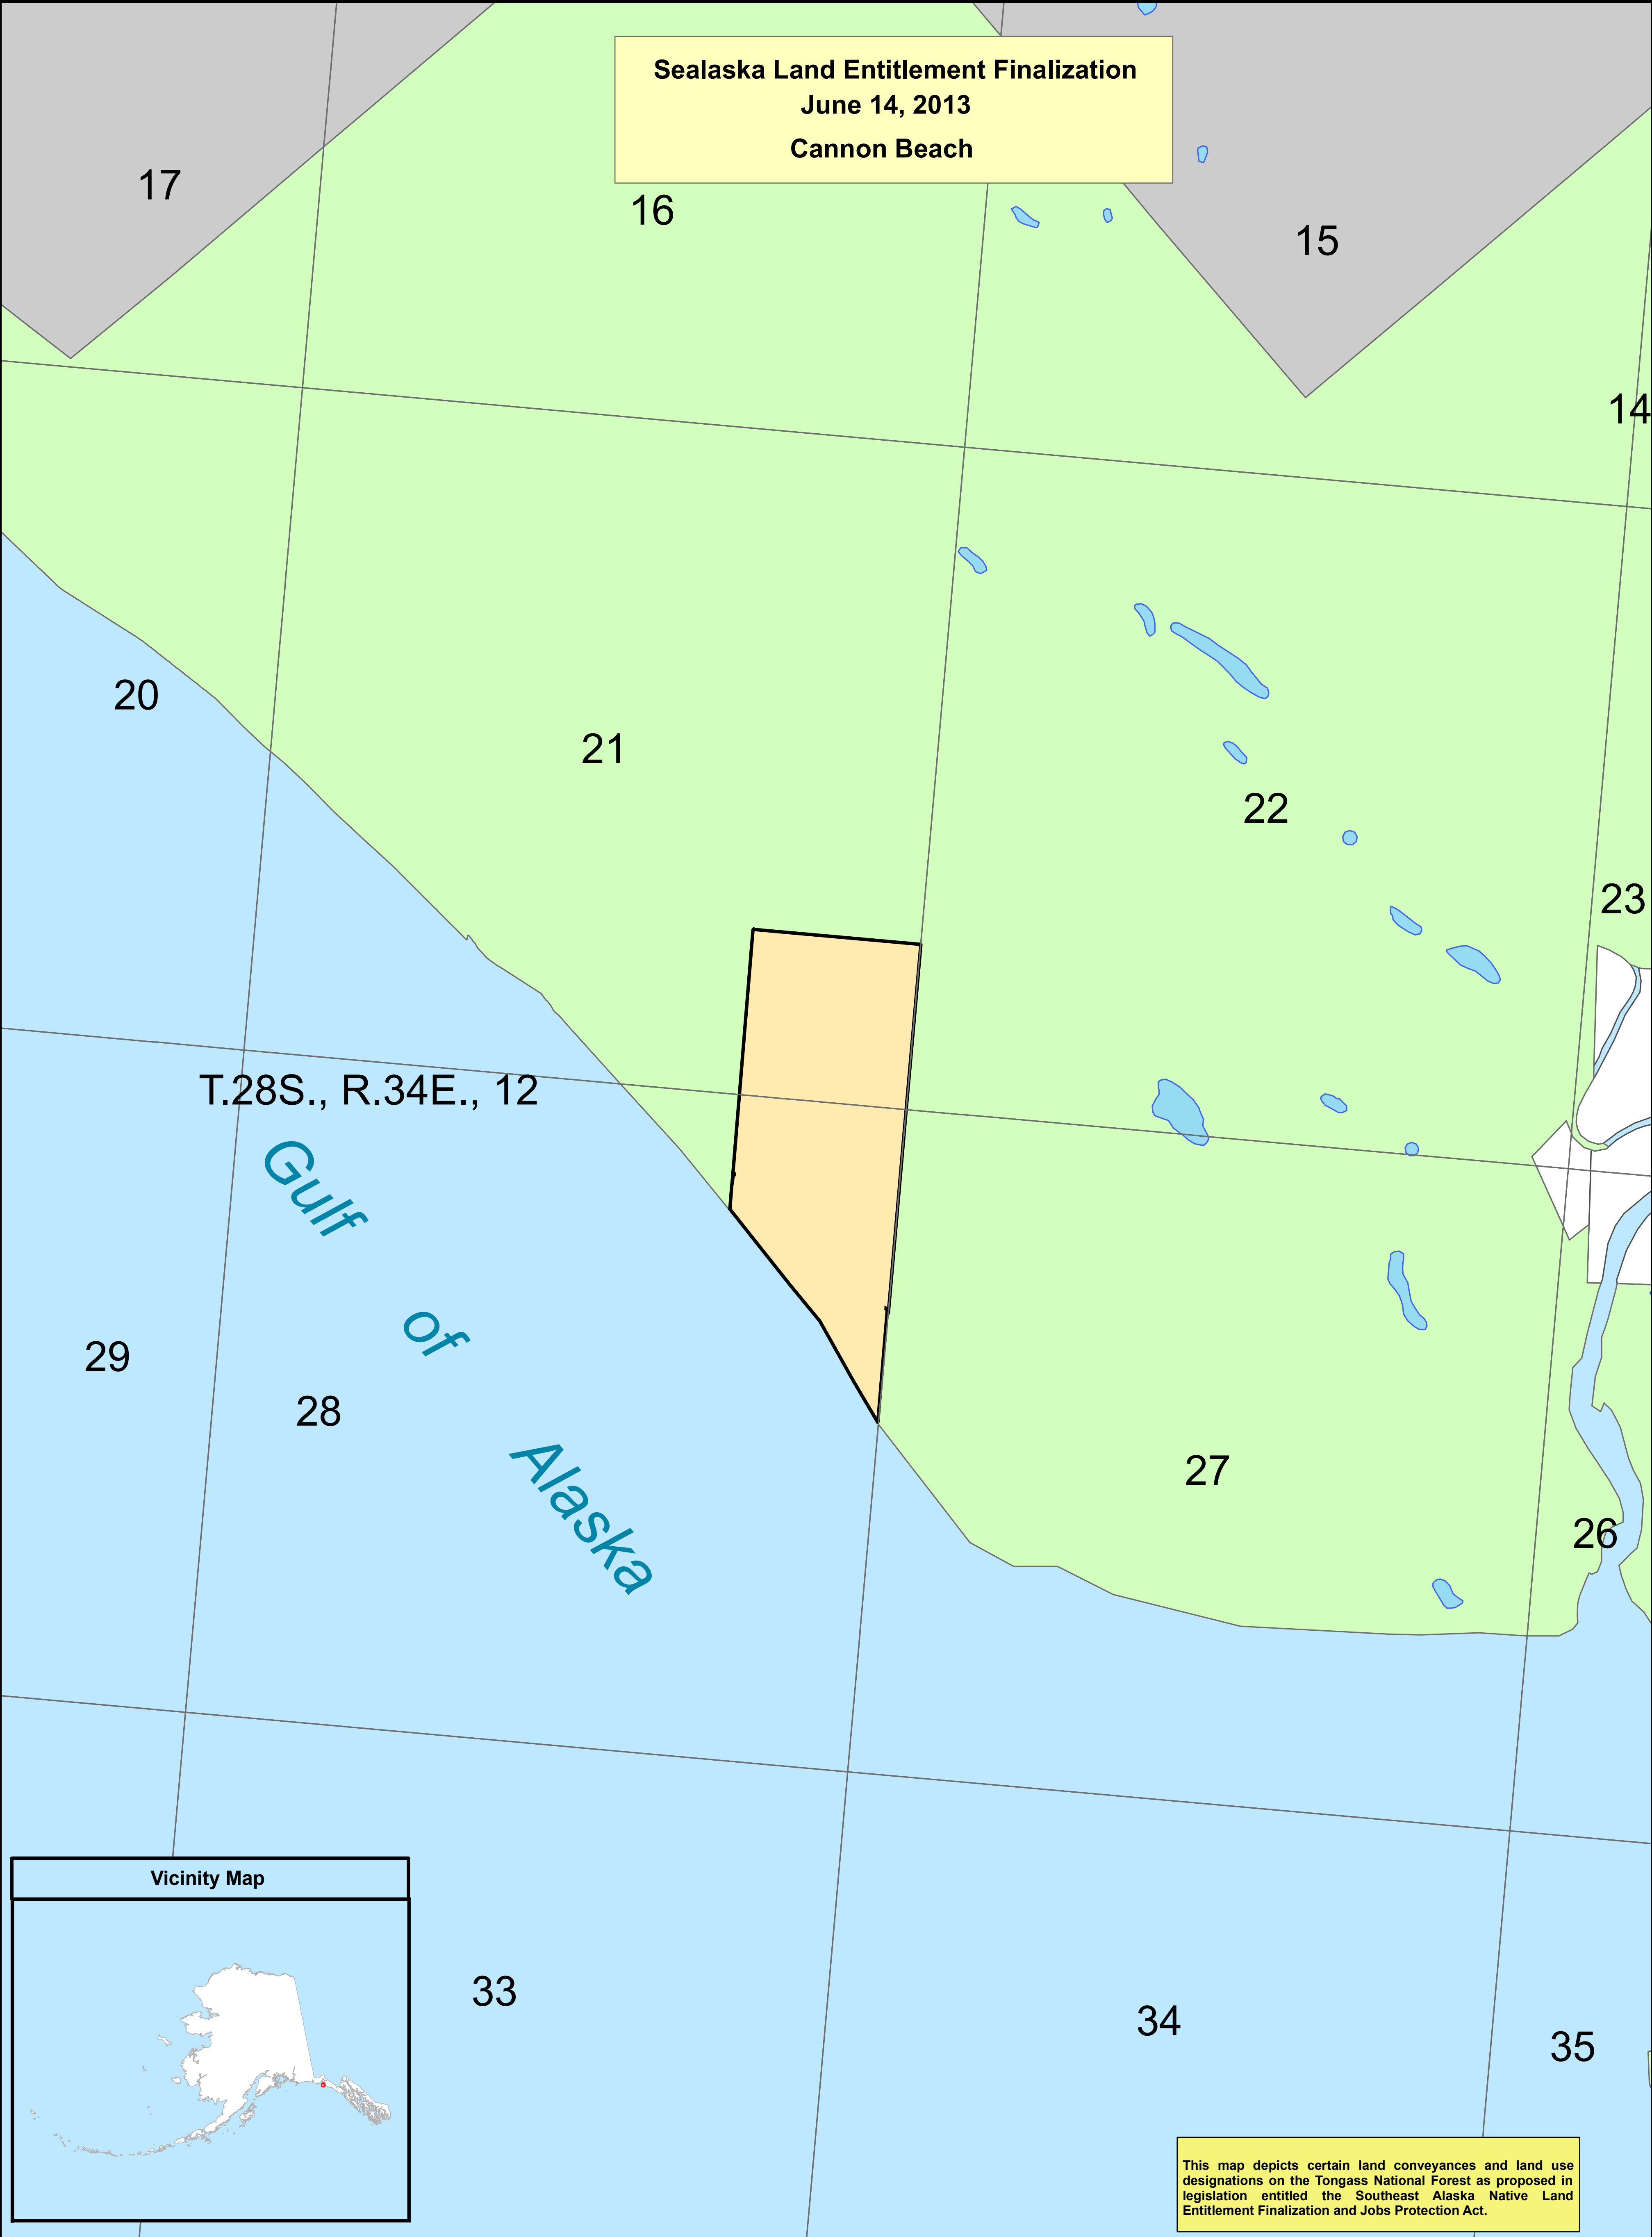 Sealaska Land Entitlement Finalization
June 14, 2013
Cannon Beach
17
16
15
14
20
21
22
23
T.28S., R.34E., 12
Gulf
of
Alaska
29
28
27
26
Vicinity Map
33
34
35
This map depicts certain land conveyances and land use
designations on the Tongass National Forest as proposed in
legislation entitled the Southeast Alaska Native Land
Entitlement Finalization and Jobs Protection Act.